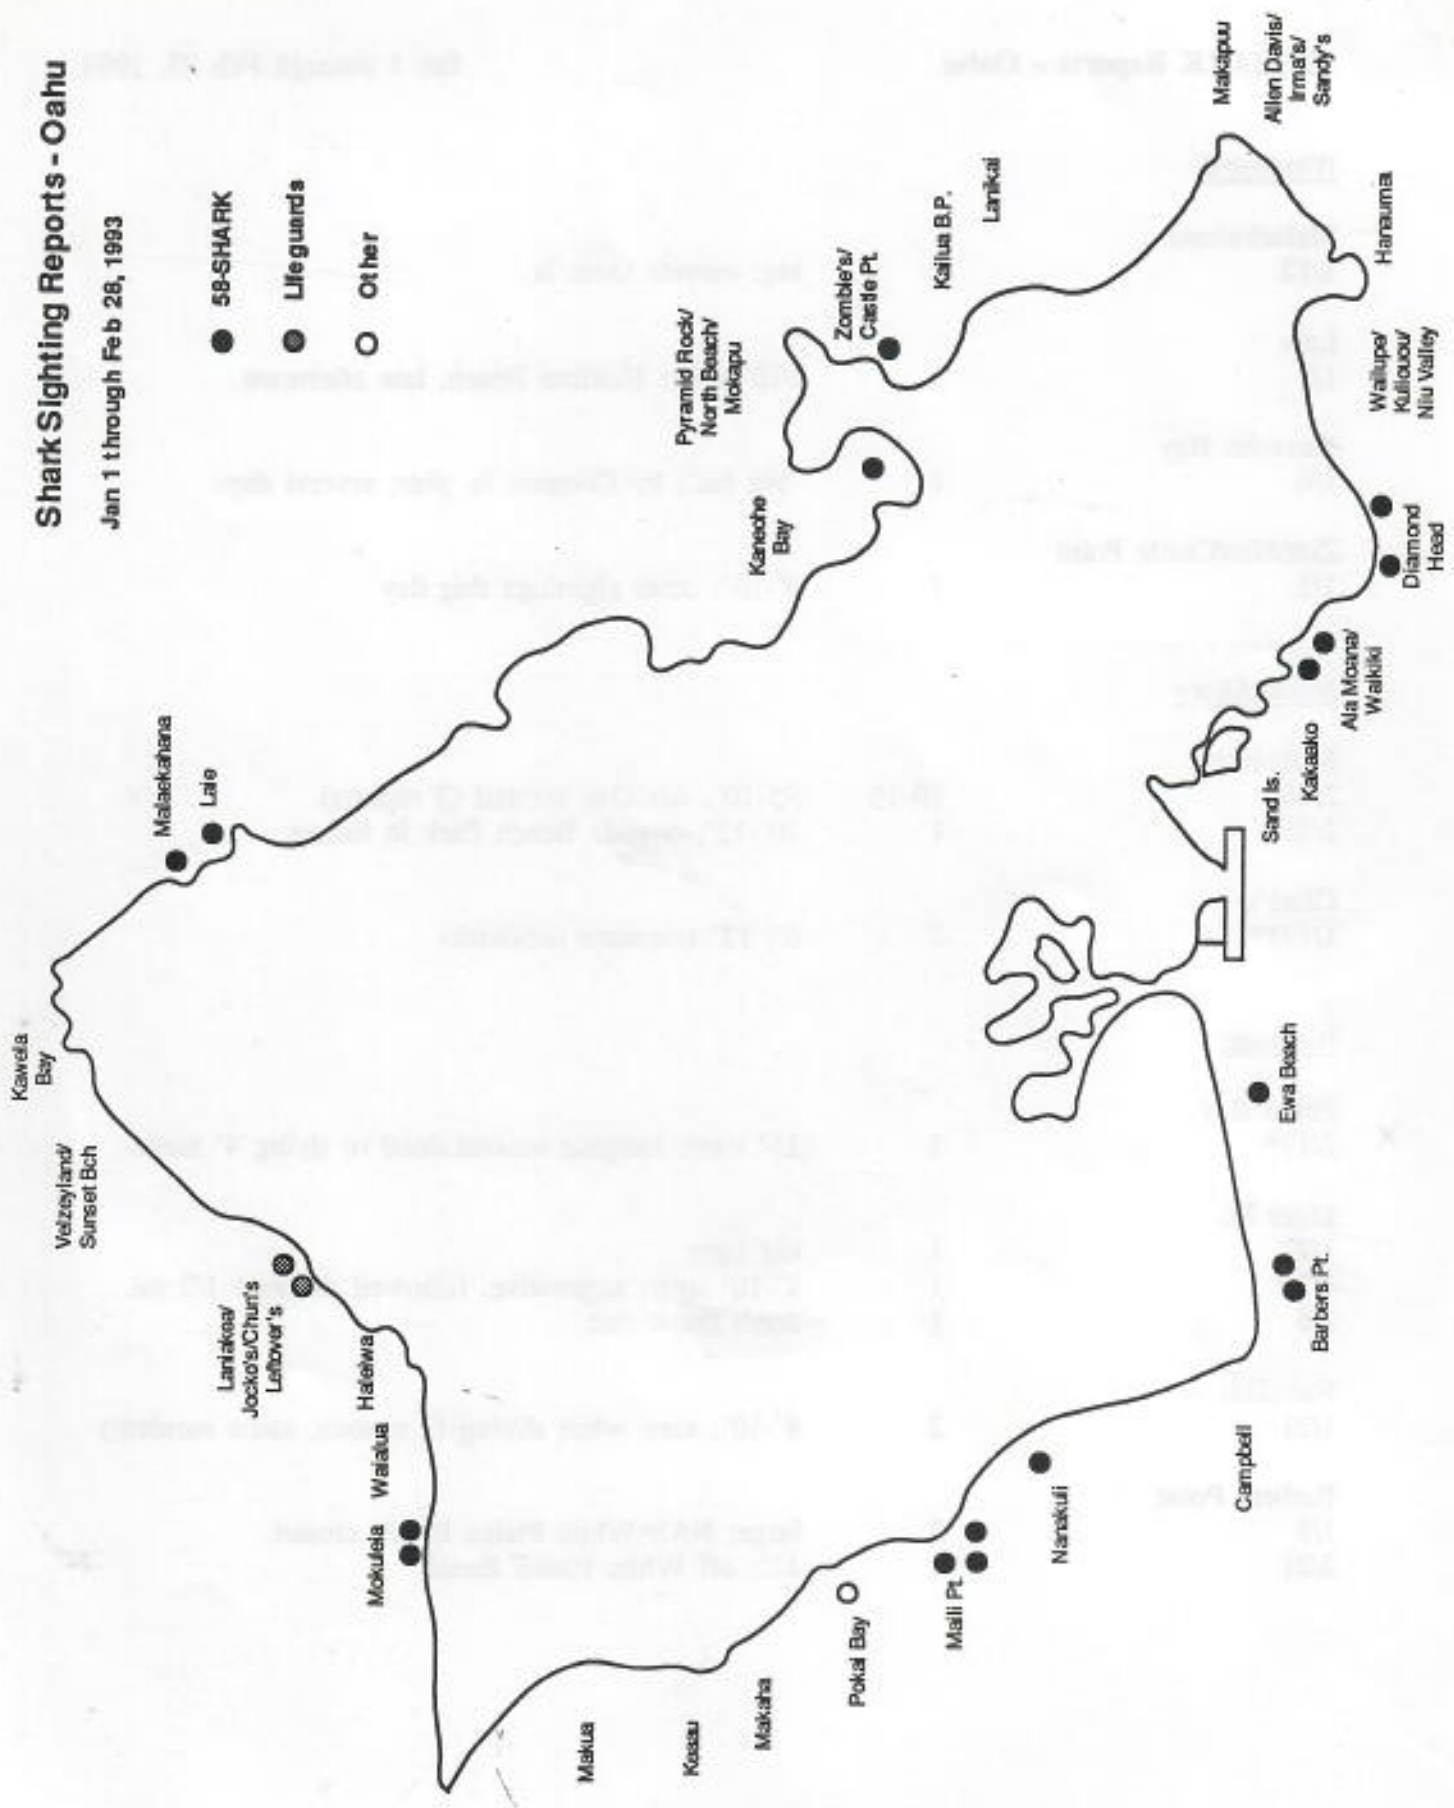 Shark Sighting Reports - Oahu
Jan 1 through Feb 28, 1993
58-SHARK
Lifeguards
Other
Kawela
Bay
Velzeyland/
Sunset Bch
Malaekahana
Laie
Laniakea/
Jocko's/Chun's
Leftover's
Haleiwa
Waialua
Mokuleia
Kaneohe
Bay
Pyramid Rock/
North Beach/
Mokapu
Zombie's/
Castle Pt.
Kailua B.P.
Lanikai
Makapuu
Allen Davis/
Irma's/
Sandy's
Hanauma
Wailupe/
Kuliouou/
Niu Valley
Diamond
Head
Ala Moana/
Waikiki
Kakaako
Sand Is.
Ewa Beach
Barbers Pt.
Campbell
Nanakuli
Maili Pt.
Pokai Bay
Makaha
Keaau
Makua